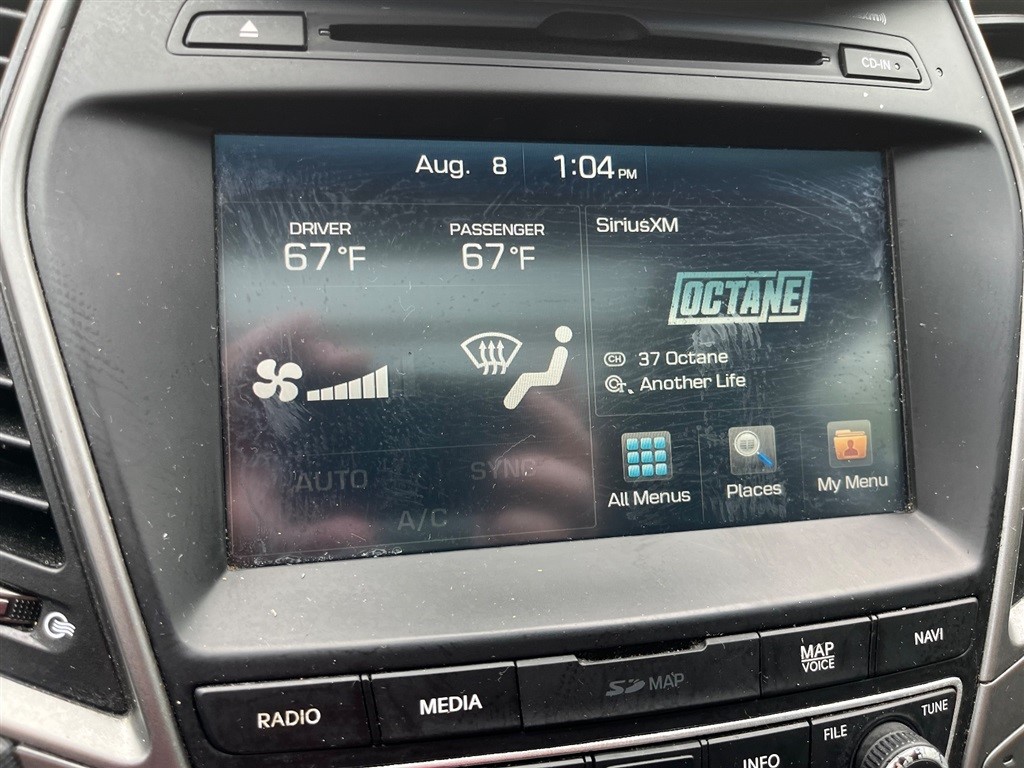 CD-IN
Aug. 8 1:04 PM
DRIVER
67°F
PASSENGER
67°F
AUTO
SYNC
A/C
SiriusXM
OCTANE
CH 37 Octane
Another Life
All Menus
Places
My Menu
RADIO
MEDIA
SD MAP
MAP
VOICE
NAVI
INFO
FILE
TUNE